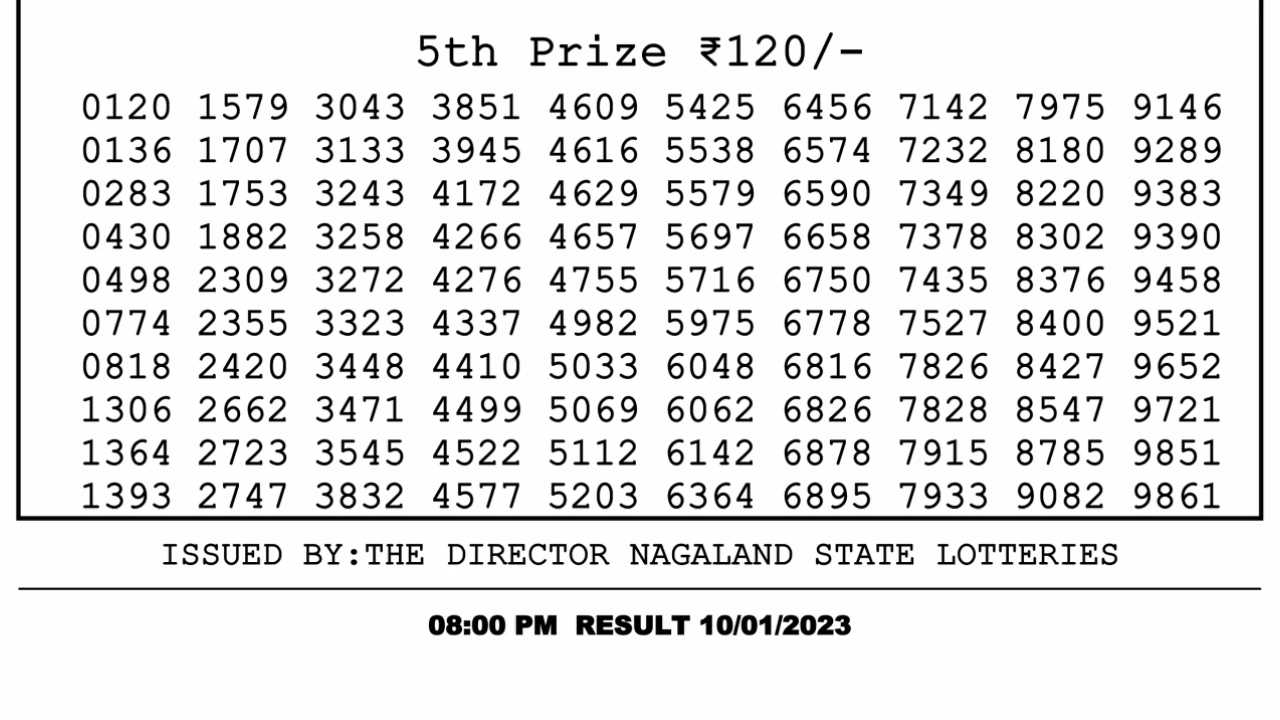 5th Prize ₹120/-
0120 1579 3043 3851 4609 5425 6456 7142 7975 9146
0136 1707 3133 3945 4616 5538 6574 7232 8180 9289
0283 1753 3243 4172 4629 5579 6590 7349 8220 9383
0430 1882 3258 4266 4657 5697 6658 7378 8302 9390
0498 2309 3272 4276 4755 5716 6750 7435 8376 9458
0774 2355 3323 4337 4982 5975 6778 7527 8400 9521
0818 2420 3448 4410 5033 6048 6816 7826 8427 9652
1306 2662 3471 4499 5069 6062 6826 7828 8547 9721
1364 2723 3545 4522 5112 6142 6878 7915 8785 9851
1393 2747 3832 4577 5203 6364 6895 7933 9082 9861
ISSUED BY:THE DIRECTOR NAGALAND STATE LOTTERIES
08:00 PM RESULT 10/01/2023